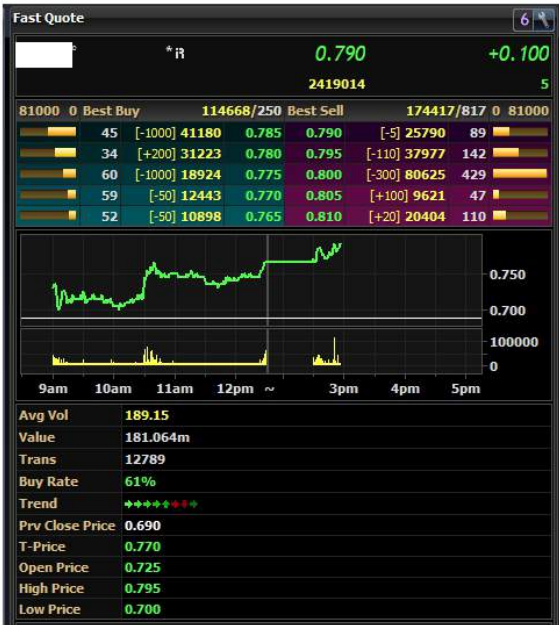 Fast Quote 6
0.790 +0.100
2419014 5
81000 0 Best Buy 114668/250 Best Sell 174417/817 0 81000
45 [-1000] 41180 0.785 0.790 [-5] 25790 89
34 [+200] 31223 0.780 0.795 [-110] 37977 142
60 [-1000] 18924 0.775 0.800 [-300] 80625 429
59 [-50] 12443 0.770 0.805 [+100] 9621 47
52 [-50] 10898 0.765 0.810 [+20] 20404 110
0.750
0.700
100000
0
9am 10am 11am 12pm ~ 3pm 4pm 5pm
Avg Vol 189.15
Value 181.064m
Trans 12789
Buy Rate 61%
Trend
Prv Close Price 0.690
T-Price 0.770
Open Price 0.725
High Price 0.795
Low Price 0.700